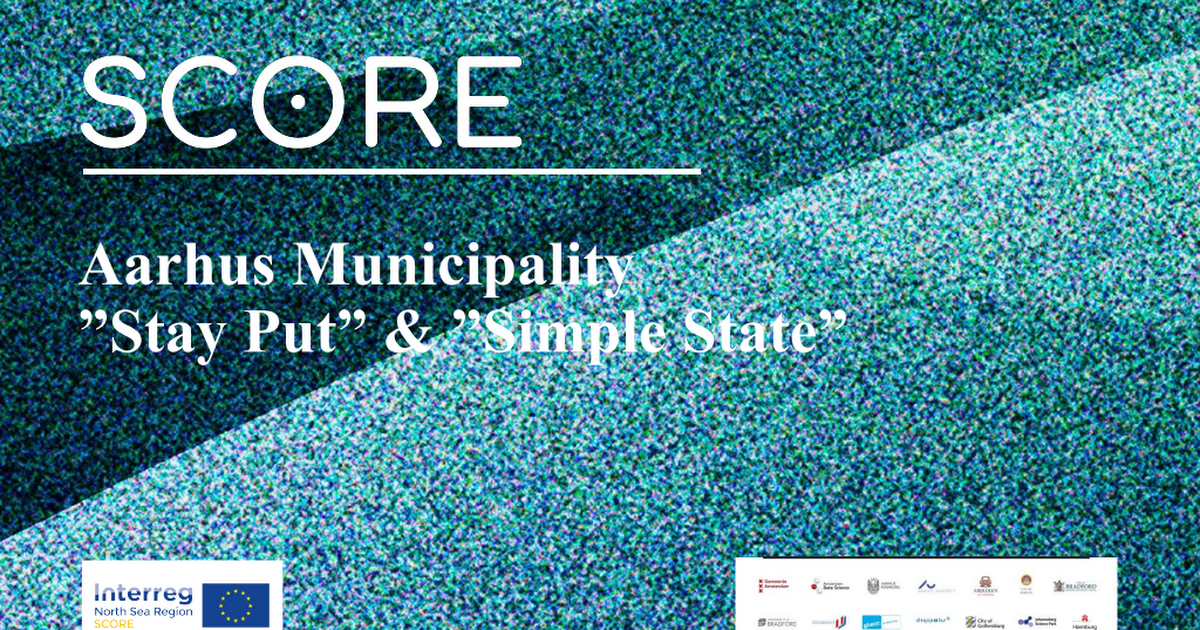 SCORE
Aarhus Municipality
”Stay Put” & ”Simple State”
Interreg
North Sea Region
SCORE
Gemeente
Amsterdam
Amsterdam
Data Science
AARHUS
KOMMUNE
ABERDEEN
BRADFORD
BRADFORD
City of
Gothenburg
Johanneberg
Science Park
Hamburg